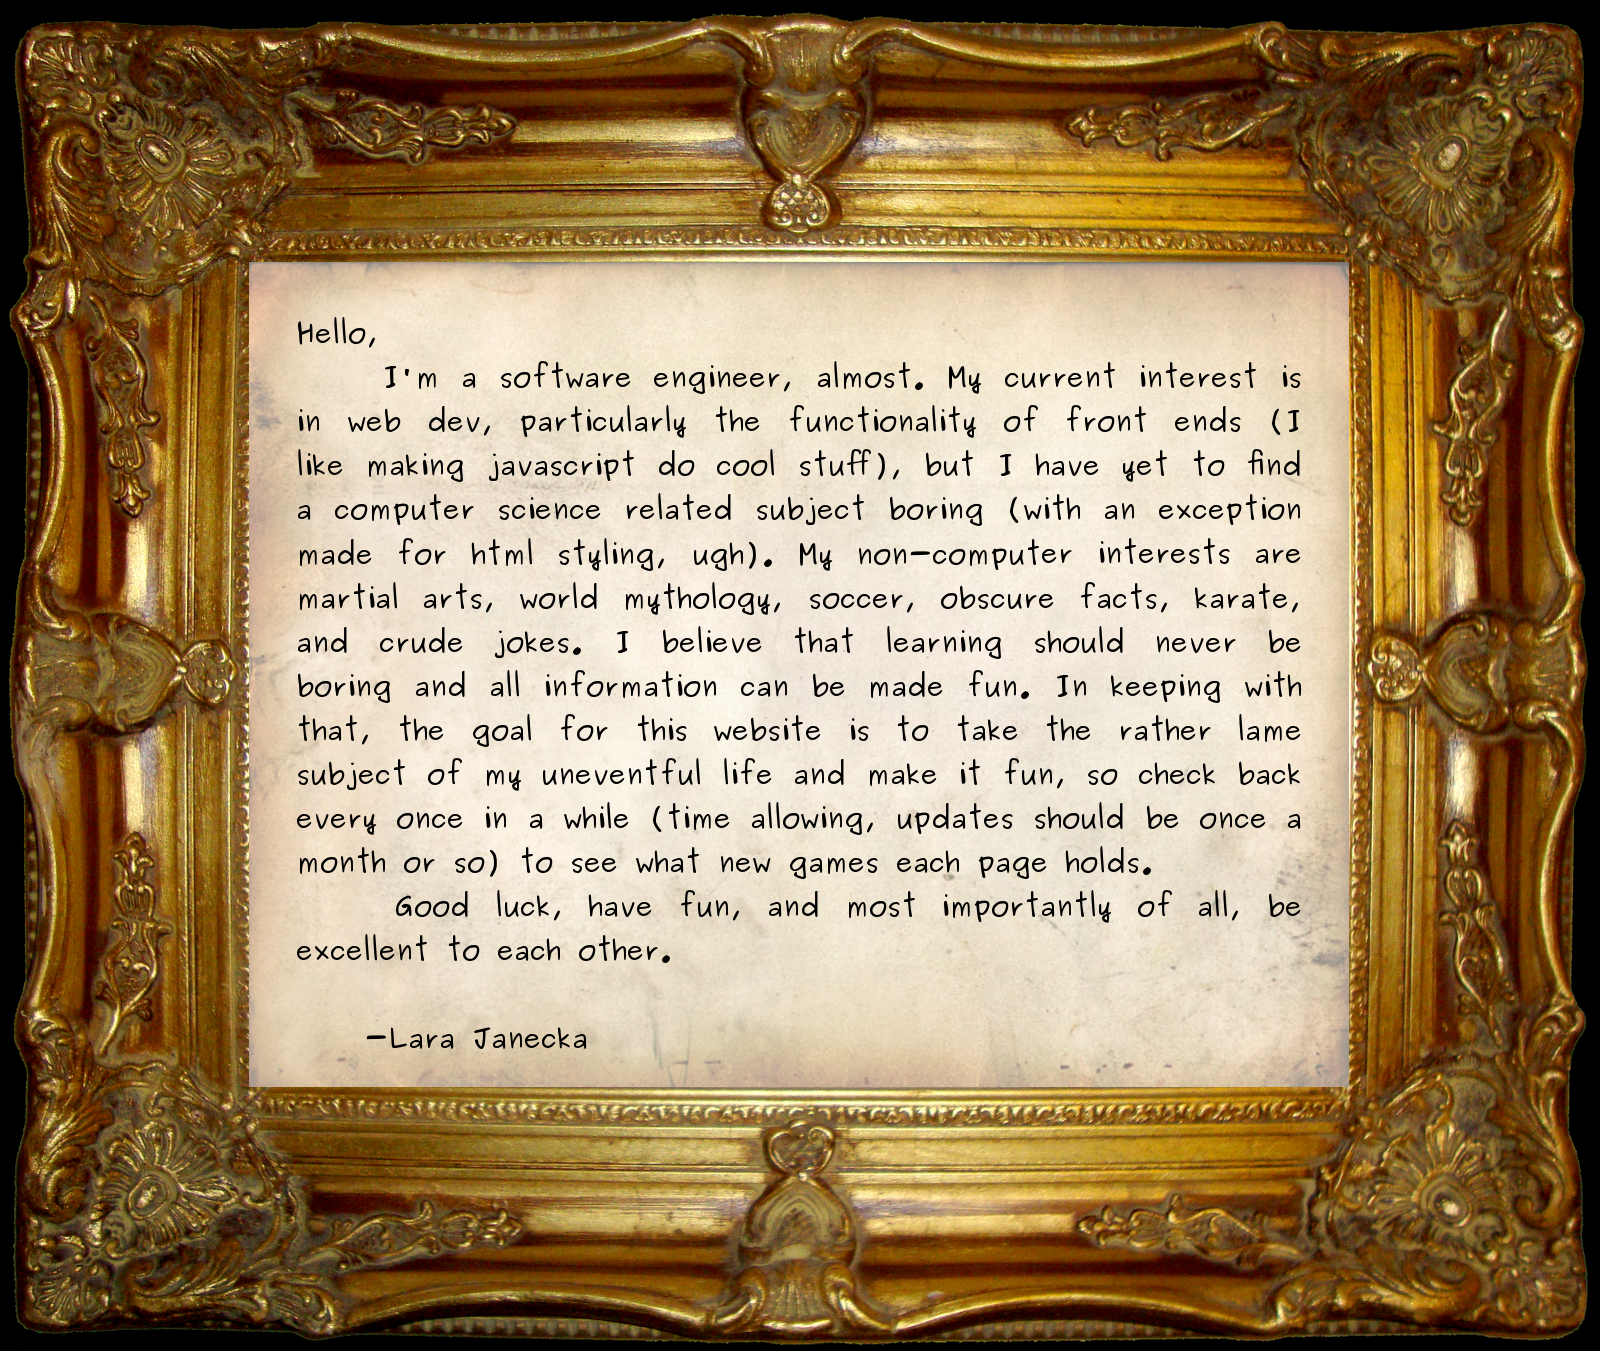 Hello,
I'm a software engineer, almost. My current interest is
in web dev, particularly the functionality of front ends (I
like making javascript do cool stuff), but I have yet to find
a computer science related subject boring (with an exception
made for html styling, ugh). My non-computer interests are
martial arts, world mythology, soccer, obscure facts, karate,
and crude jokes. I believe that learning should never be
boring and all information can be made fun. In keeping with
that, the goal for this website is to take the rather lame
subject of my uneventful life and make it fun, so check back
every once in a while (time allowing, updates should be once a
month or so) to see what new games each page holds.
Good luck, have fun, and most importantly of all, be
excellent to each other.
-Lara Janecka